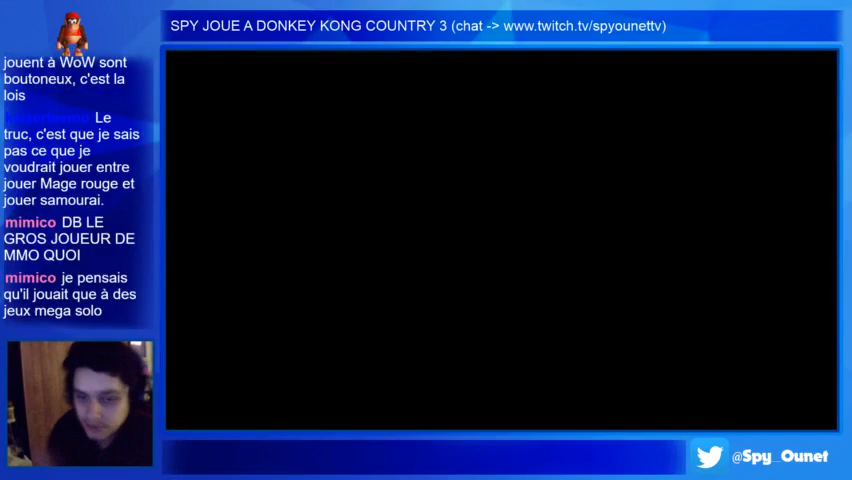 SPY JOUE A DONKEY KONG COUNTRY 3 (chat -> www.twitch.tv/spyounettv)
jouent à WoW sont
boutoneux, c'est la
lois
Le
truc, c'est que je sais
pas ce que je
voudrait jouer entre
jouer Mage rouge et
jouer samourai.
mimico DB LE
GROS JOUEUR DE
MMO QUOI
mimico je pensais
qu'il jouait que à des
jeux mega solo
@Spy_Ounet